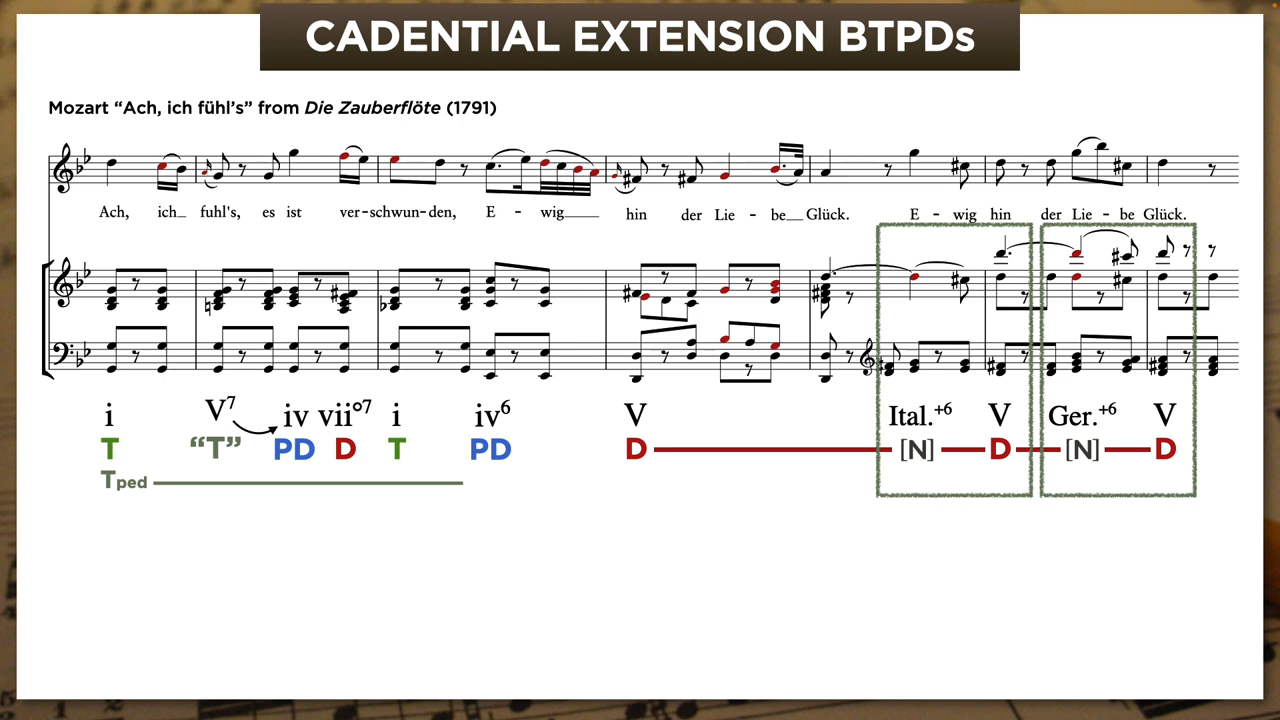 CADENTIAL EXTENSION BTPDs
Mozart “Ach, ich fühl’s” from Die Zauberflöte (1791)
Ach, ich fuhl's, es ist ver-schwun-den, E - wig hin der Lie - be Glück. E - wig hin der Lie - be Glück.
i V7 iv vii°7 i iv6 V Ital.+6 V Ger.+6 V
T “T” PD D T PD D [N] D [N] D
Tped